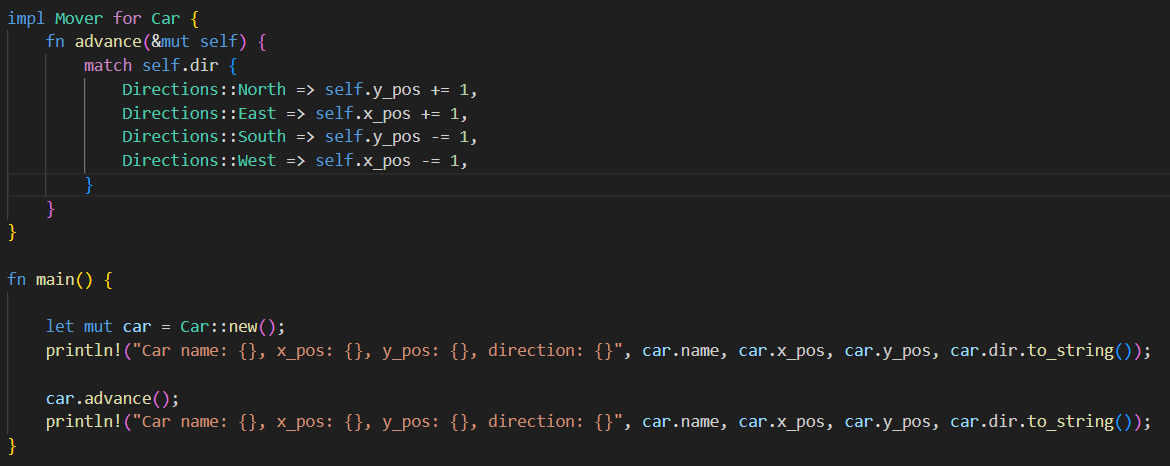 impl Mover for Car {
    fn advance(&mut self) {
        match self.dir {
            Directions::North => self.y_pos += 1,
            Directions::East => self.x_pos += 1,
            Directions::South => self.y_pos -= 1,
            Directions::West => self.x_pos -= 1,
        }
    }
}

fn main() {

    let mut car = Car::new();
    println!("Car name: {}, x_pos: {}, y_pos: {}, direction: {}", car.name, car.x_pos, car.y_pos, car.dir.to_string());

    car.advance();
    println!("Car name: {}, x_pos: {}, y_pos: {}, direction: {}", car.name, car.x_pos, car.y_pos, car.dir.to_string());
}